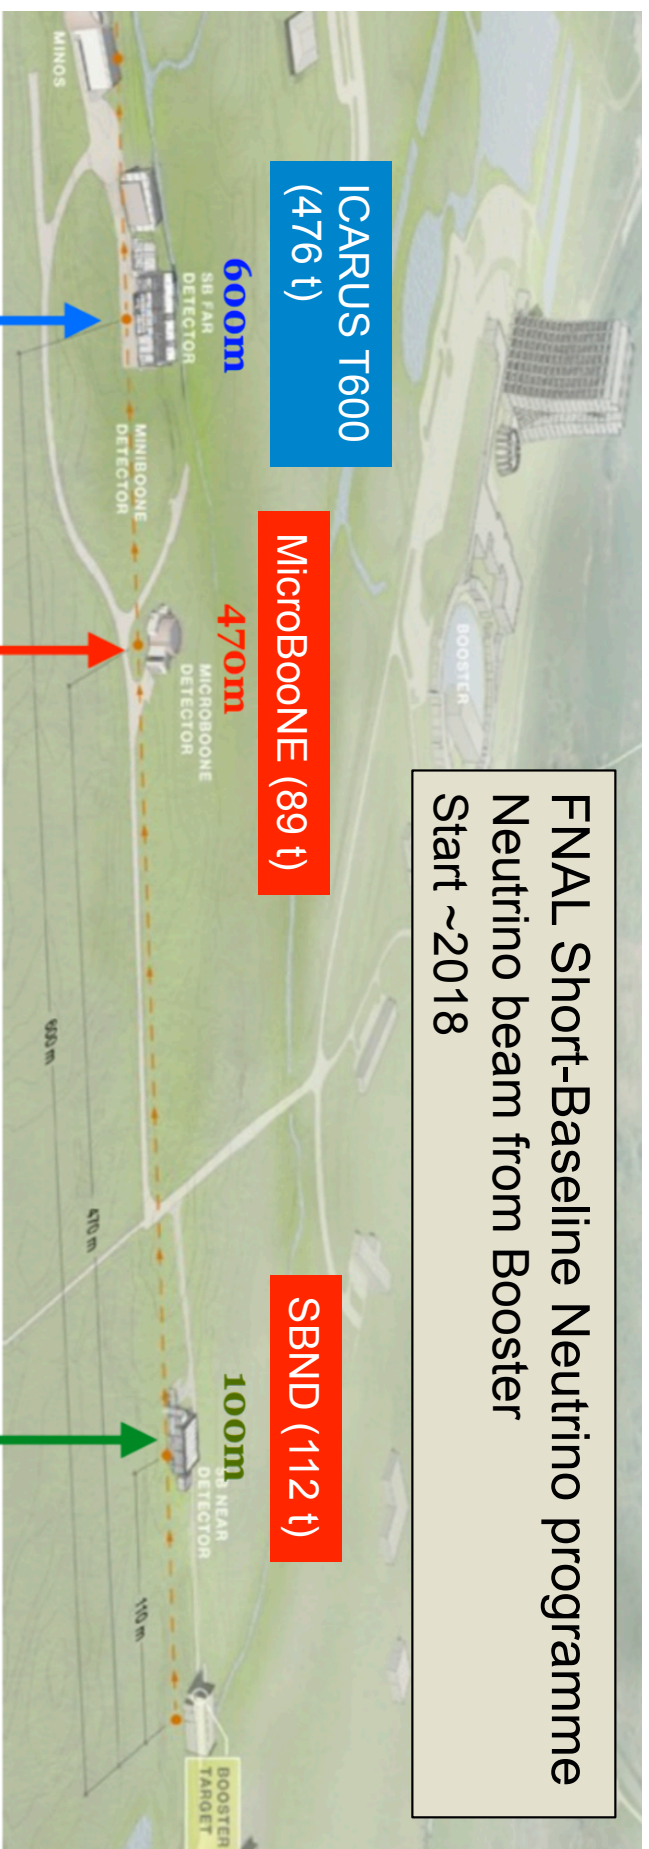 FNAL Short-Baseline Neutrino programme
Neutrino beam from Booster
Start ~2018
ICARUS T600
(476 t)
MicroBooNE (89 t)
SBND (112 t)
600m
470m
100m
BOOSTER
MINOS
SB FAR
DETECTOR
MINIBOONE
DETECTOR
MICROBOONE
DETECTOR
SB NEAR
DETECTOR
BOOSTER
TARGET
600 m
470 m
110 m